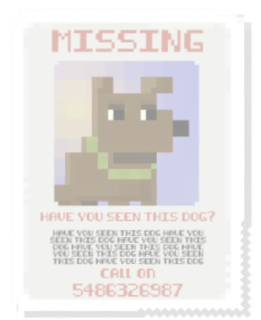 MISSING
HAVE YOU SEEN THIS DOG?
HAVE YOU SEEN THIS DOG HAVE YOU
SEEN THIS DOG HAVE YOU SEEN THIS
DOG HAVE YOU SEEN THIS DOG HAVE
YOU SEEN THIS DOG HAVE YOU SEEN
THIS DOG HAVE YOU SEEN THIS DOG
CALL ON
5486326987